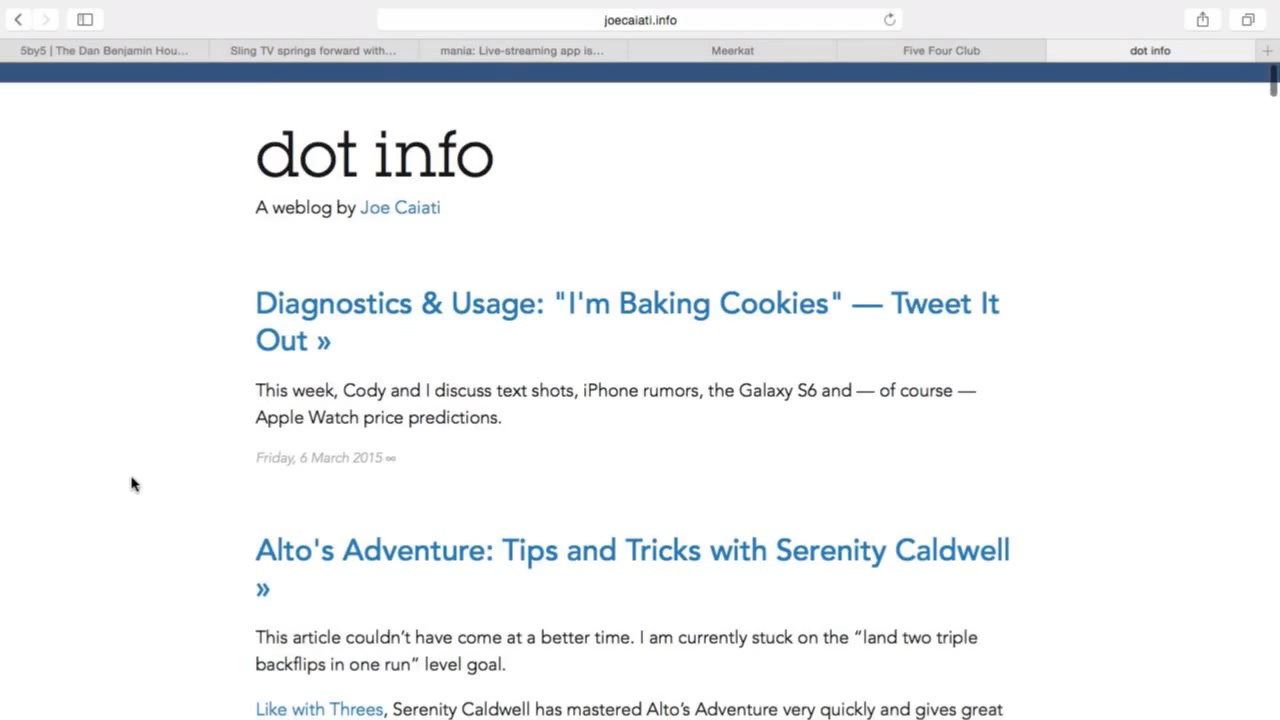 joecaiati.info
5by5 | The Dan Benjamin Hou...
Sling TV springs forward with...
mania: Live-streaming app is...
Meerkat
Five Four Club
dot info
dot info
A weblog by Joe Caiati
Diagnostics & Usage: "I'm Baking Cookies" — Tweet It
Out »
This week, Cody and I discuss text shots, iPhone rumors, the Galaxy S6 and — of course —
Apple Watch price predictions.
Friday, 6 March 2015 ∞
Alto's Adventure: Tips and Tricks with Serenity Caldwell
»
This article couldn’t have come at a better time. I am currently stuck on the “land two triple
backflips in one run” level goal.
Like with Threes, Serenity Caldwell has mastered Alto’s Adventure very quickly and gives great